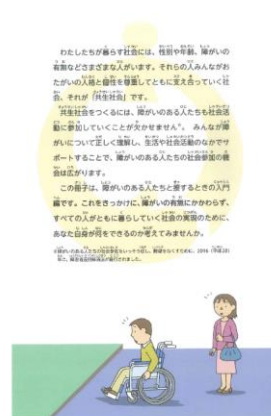 わたしたちが暮らす社会には、性別や年齢、障がいの
有無などさまざまな人がいます。それらの人みんながお
たがいの人格と個性を尊重してともに支え合っていく社
会、それが「共生社会」です。
共生社会をつくるには、障がいのある人たちも社会活
動に参加していくことが欠かせません※。みんなが障
がいについて正しく理解し、生活や社会活動のなかでサ
ポートすることで、障がいのある人たちの社会参加の機
会は広がります。
この冊子は、障がいのある人たちと接するときの入門
編です。これをきっかけに、障がいの有無にかかわらず、
すべての人がともに暮らしていく社会の実現のために、
あなた自身が何をできるのか考えてみませんか。